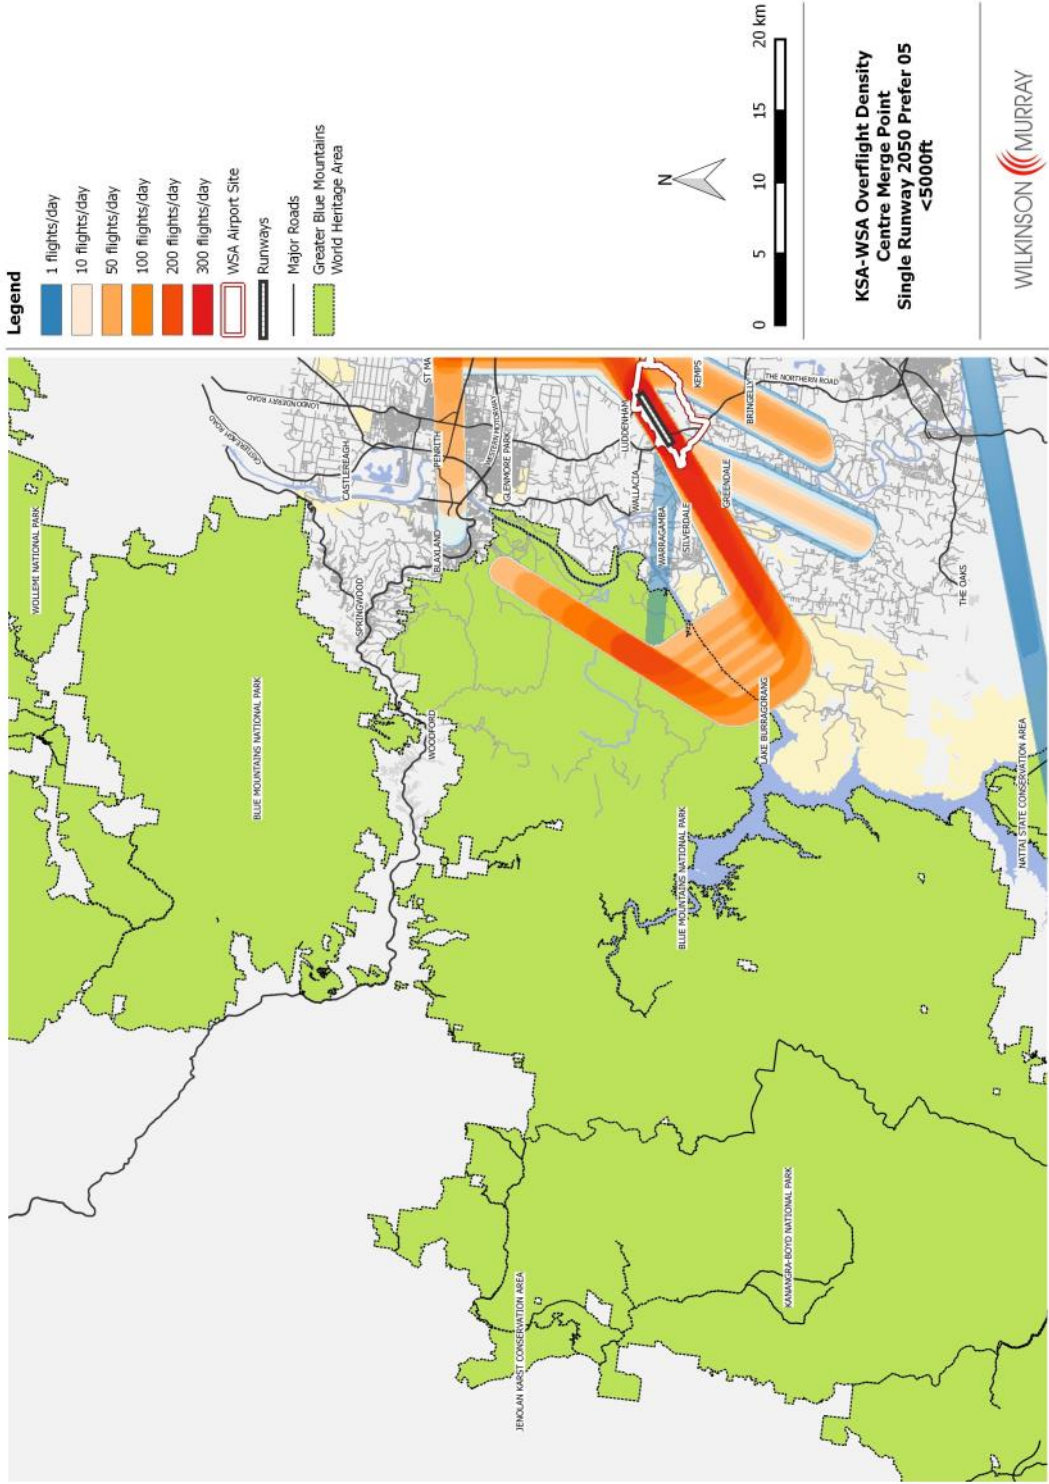 Legend
1 flights/day
10 flights/day
50 flights/day
100 flights/day
200 flights/day
300 flights/day
WSA Airport Site
Runways
Major Roads
Greater Blue Mountains
World Heritage Area
N
0 5 10 15 20 km
KSA-WSA Overflight Density
Centre Merge Point
Single Runway 2050 Prefer 05
<5000ft
WILKINSON MURRAY
WOLLEMI NATIONAL PARK
CASTLEREAGH ROAD
LONDONDERRY ROAD
CASTLEREAGH
BLUE MOUNTAINS NATIONAL PARK
SPRINGWOOD
ST MA
PENRITH
BLAXLAND
WOODFORD
WESTERN MOTORWAY
GLENMORE PARK
JENOLAN KARST CONSERVATION AREA
LUDDENHAM
WALLACIA
WARRAGAMBA
SILVERDALE
BLUE MOUNTAINS NATIONAL PARK
KEMPS
GREENDALE
BRINGELLY
THE NORTHERN ROAD
LAKE BURRAGORANG
KANANGRA-BOYD NATIONAL PARK
THE OAKS
NATTAI STATE CONSERVATION AREA